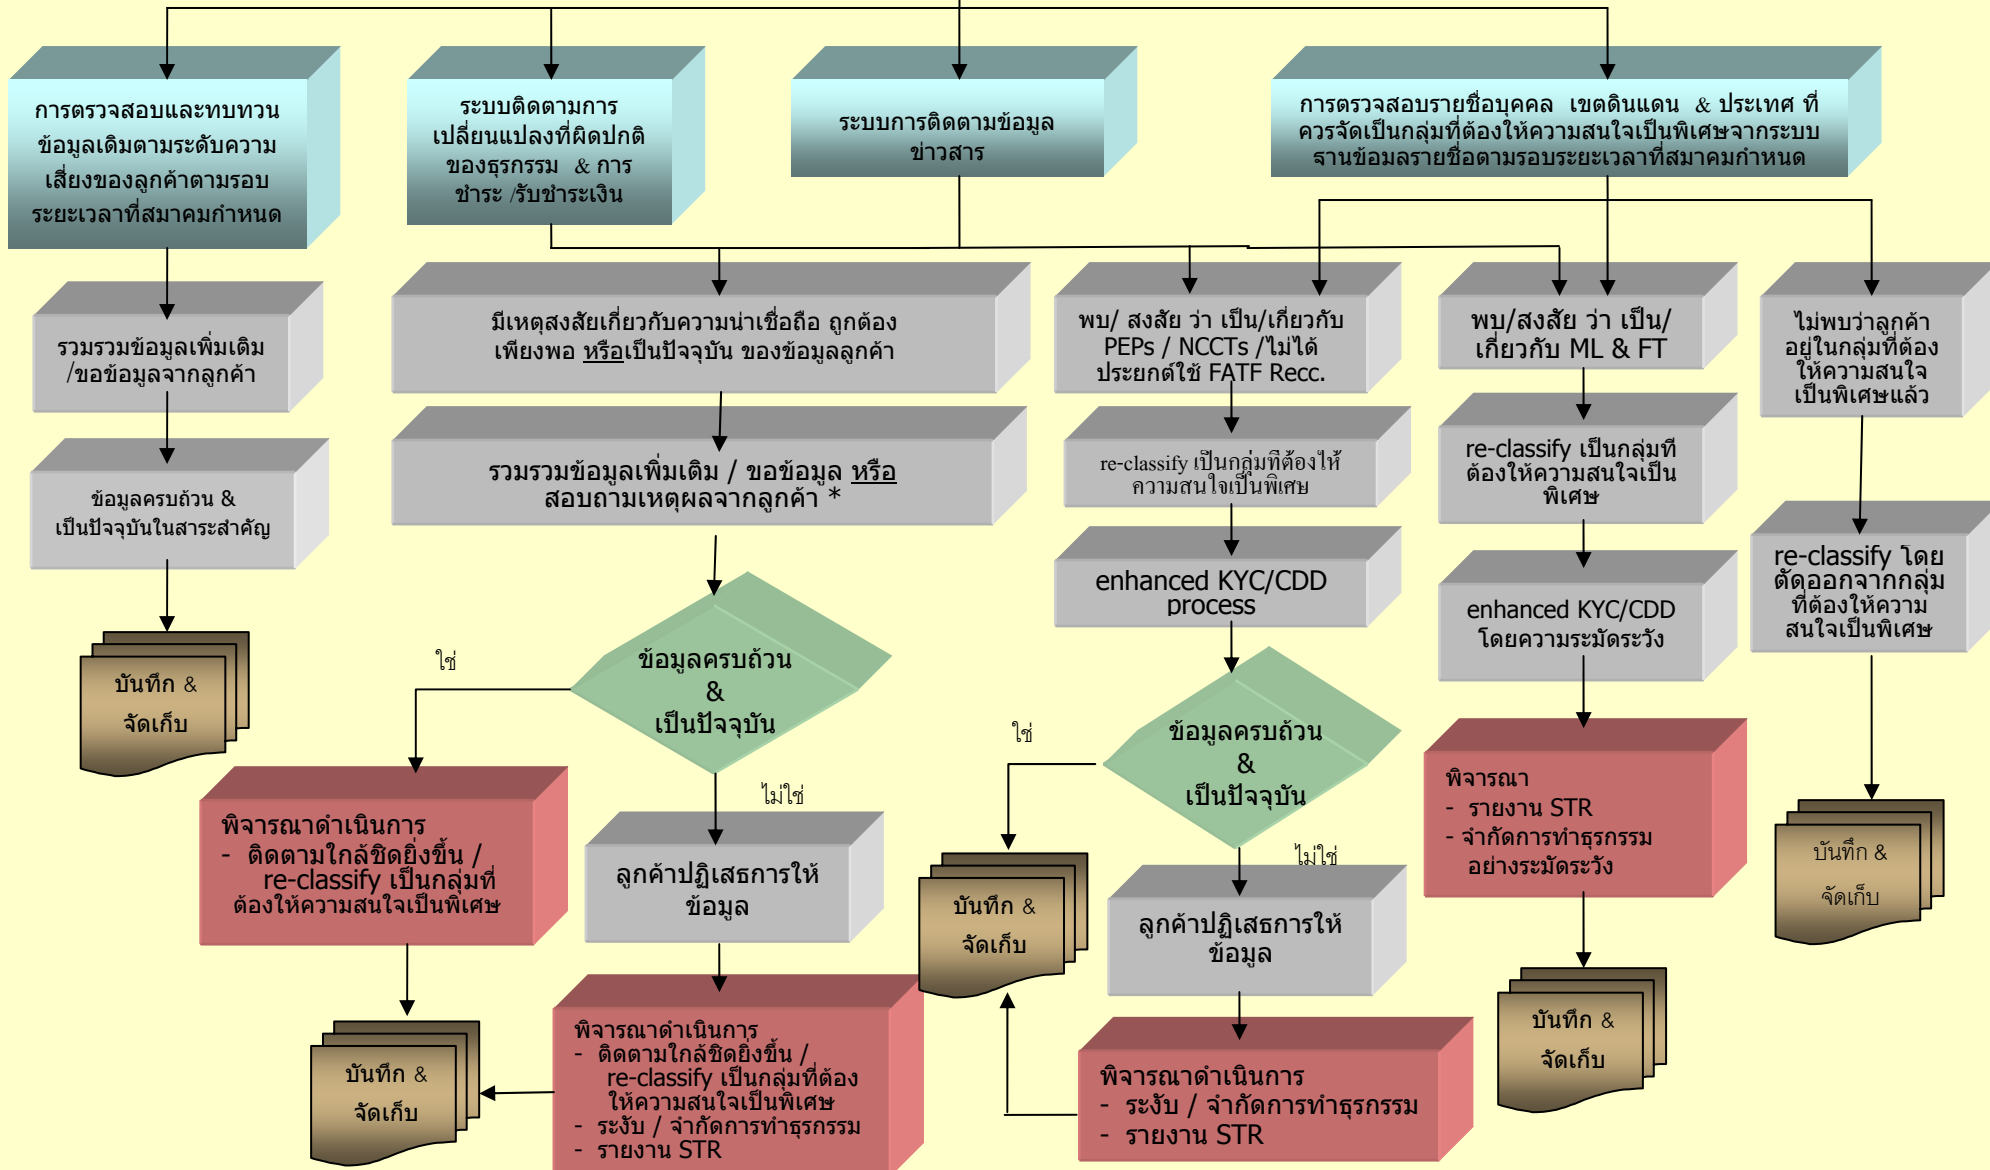 การตรวจสอบและทบทวน
ข้อมูลเดิมตามระดับความ
เสี่ยงของลูกค้าตามรอบ
ระยะเวลาที่สมาคมกำหนด
ระบบติดตามการ
เปลี่ยนแปลงที่ผิดปกติ
ของธุรกรรม & การ
ชำระ /รับชำระเงิน
ระบบการติดตามข้อมูล
ข่าวสาร
การตรวจสอบรายชื่อบุคคล เขตดินแดน & ประเทศ ที่
ควรจัดเป็นกลุ่มที่ต้องให้ความสนใจเป็นพิเศษจากระบบ
ฐานข้อมูลรายชื่อตามรอบระยะเวลาที่สมาคมกำหนด
รวมรวมข้อมูลเพิ่มเติม
/ขอข้อมูลจากลูกค้า
ข้อมูลครบถ้วน &
เป็นปัจจุบันในสาระสำคัญ
บันทึก &
จัดเก็บ
มีเหตุสงสัยเกี่ยวกับความน่าเชื่อถือ ถูกต้อง
เพียงพอ หรือเป็นปัจจุบัน ของข้อมูลลูกค้า
รวมรวมข้อมูลเพิ่มเติม / ขอข้อมูล หรือ
สอบถามเหตุผลจากลูกค้า *
ข้อมูลครบถ้วน
&
เป็นปัจจุบัน
ใช่
ไม่ใช่
พิจารณาดำเนินการ
- ติดตามใกล้ชิดยิ่งขึ้น /
re-classify เป็นกลุ่มที่
ต้องให้ความสนใจเป็นพิเศษ
ลูกค้าปฏิเสธการให้
ข้อมูล
พิจารณาดำเนินการ
- ติดตามใกล้ชิดยิ่งขึ้น /
re-classify เป็นกลุ่มที่ต้อง
ให้ความสนใจเป็นพิเศษ
- ระงับ / จำกัดการทำธุรกรรม
- รายงาน STR
บันทึก &
จัดเก็บ
พบ/ สงสัย ว่า เป็น/เกี่ยวกับ
PEPs / NCCTs /ไม่ได้
ประยุกต์ใช้ FATF Recc.
re-classify เป็นกลุ่มที่ต้องให้
ความสนใจเป็นพิเศษ
enhanced KYC/CDD
process
ข้อมูลครบถ้วน
&
เป็นปัจจุบัน
ใช่
ไม่ใช่
บันทึก &
จัดเก็บ
ลูกค้าปฏิเสธการให้
ข้อมูล
พิจารณาดำเนินการ
- ระงับ / จำกัดการทำธุรกรรม
- รายงาน STR
พบ/สงสัย ว่า เป็น/
เกี่ยวกับ ML & FT
re-classify เป็นกลุ่มที่
ต้องให้ความสนใจเป็น
พิเศษ
enhanced KYC/CDD
โดยความระมัดระวัง
พิจารณา
- รายงาน STR
- จำกัดการทำธุรกรรม
อย่างระมัดระวัง
บันทึก &
จัดเก็บ
ไม่พบว่าลูกค้า
อยู่ในกลุ่มที่ต้อง
ให้ความสนใจ
เป็นพิเศษแล้ว
re-classify โดย
ตัดออกจากกลุ่ม
ที่ต้องให้ความ
สนใจเป็นพิเศษ
บันทึก &
จัดเก็บ